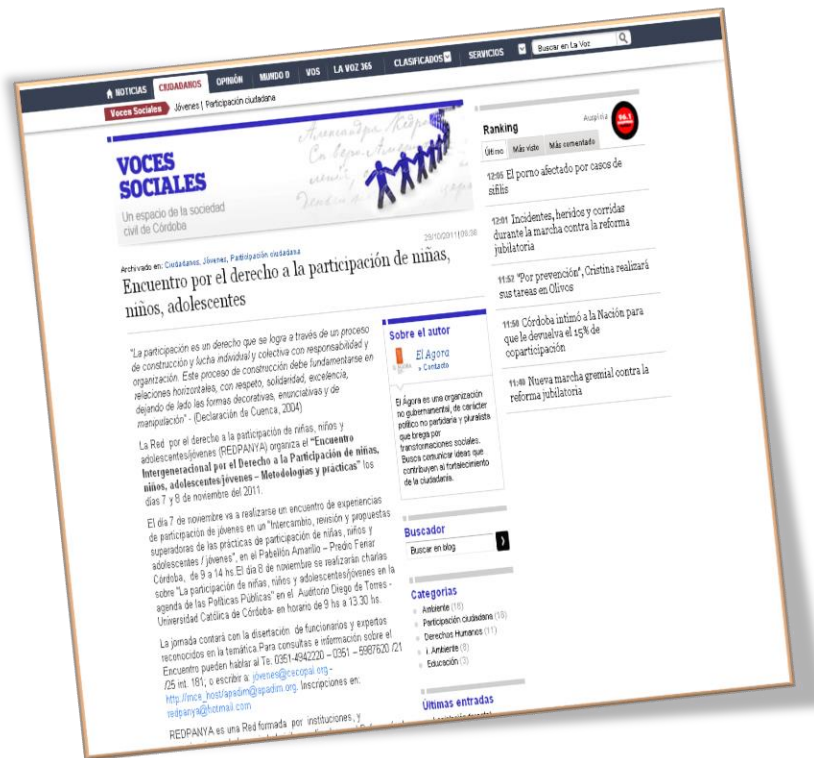 NOTICIAS CIUDADANOS OPINIÓN MUNDO D VOS LA VOZ 365 CLASIFICADOS SERVICIOS Buscar en La Voz
Voces Sociales Jóvenes | Participación ciudadana
VOCES
SOCIALES
Un espacio de la sociedad
civil de Córdoba
Archivado en: Ciudadanos, Jóvenes, Participación ciudadana
Encuentro por el derecho a la participación de niñas,
niños, adolescentes
"La participación es un derecho que se logra a través de un proceso
de construcción y lucha individual y colectiva con responsabilidad y
organización. Este proceso de construcción debe fundamentarse en
relaciones horizontales, con respeto, solidaridad, excelencia,
dejando de lado las formas decorativas, enunciativas y de
manipulación" - (Declaración de Cuenca, 2004)
La Red por el derecho a la participación de niñas, niños y
adolescentes/jóvenes (REDPANYA) organiza el "Encuentro
Intergeneracional por el Derecho a la Participación de niñas,
niños, adolescentes/jóvenes – Metodologías y prácticas" los
días 7 y 8 de noviembre del 2011.
El día 7 de noviembre va a realizarse un encuentro de experiencias
de participación de jóvenes en un "Intercambio, revisión y propuestas
superadoras de las prácticas de participación de niñas, niños y
adolescentes / jóvenes", en el Pabellón Amarillo – Predio Feriar
Córdoba, de 9 a 14 hs.El día 8 de noviembre se realizarán charlas
sobre "La participación de niñas, niños y adolescentes/jóvenes en la
agenda de las Políticas Públicas" en el Auditorio Diego de Torres -
Universidad Católica de Córdoba- en horario de 9 hs a 13.30 hs.
La jornada contará con la disertación de funcionarios y expertos
reconocidos en la temática.Para consultas e información sobre el
Encuentro pueden hablar al Te. 0351-4942220 – 0351 – 5987620 /21
/25 int. 181; o escribir a: jóvenes@cecopal.org -
http://mce_host/apadim@apadim.org. Inscripciones en:
redpanya@hotmail.com
REDPANYA es una Red formada por instituciones, y
Sobre el autor
El Agora
Contacto
El Ágora es una organización
no gubernamental, de carácter
político no partidaria y pluralista
que brega por
transformaciones sociales.
Busca comunicar ideas que
contribuyen al fortalecimiento
de la ciudadanía.
Buscador
Buscar en blog
Categorías
Ambiente (18)
Participación ciudadana (18)
Derechos Humanos (11)
i. Ambiente (8)
Educación (3)
Últimas entradas
Ranking
Último Más visto Más comentado
12:05 El porno afectado por casos de
sífilis
12:01 Incidentes, heridos y corridas
durante la marcha contra la reforma
jubilatoria
11:52 "Por prevención", Cristina realizará
sus tareas en Olivos
11:50 Córdoba intimó a la Nación para
que le devuelva el 15% de
coparticipación
11:40 Nueva marcha gremial contra la
reforma jubilatoria